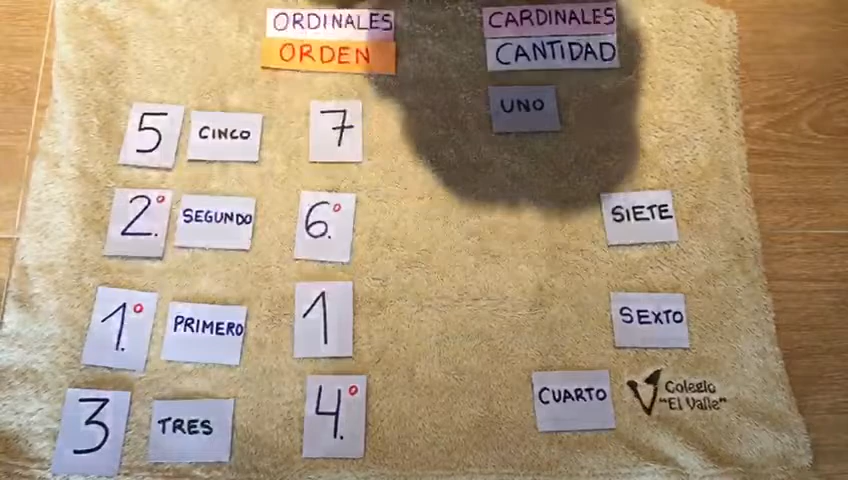 ORDINALES
ORDEN
CARDINALES
CANTIDAD
5 CINCO 7
UNO
2.º SEGUNDO 6.º
SIETE
1.º PRIMERO 1
SEXTO
3 TRES 4.º
CUARTO
Colegio
"El Valle"